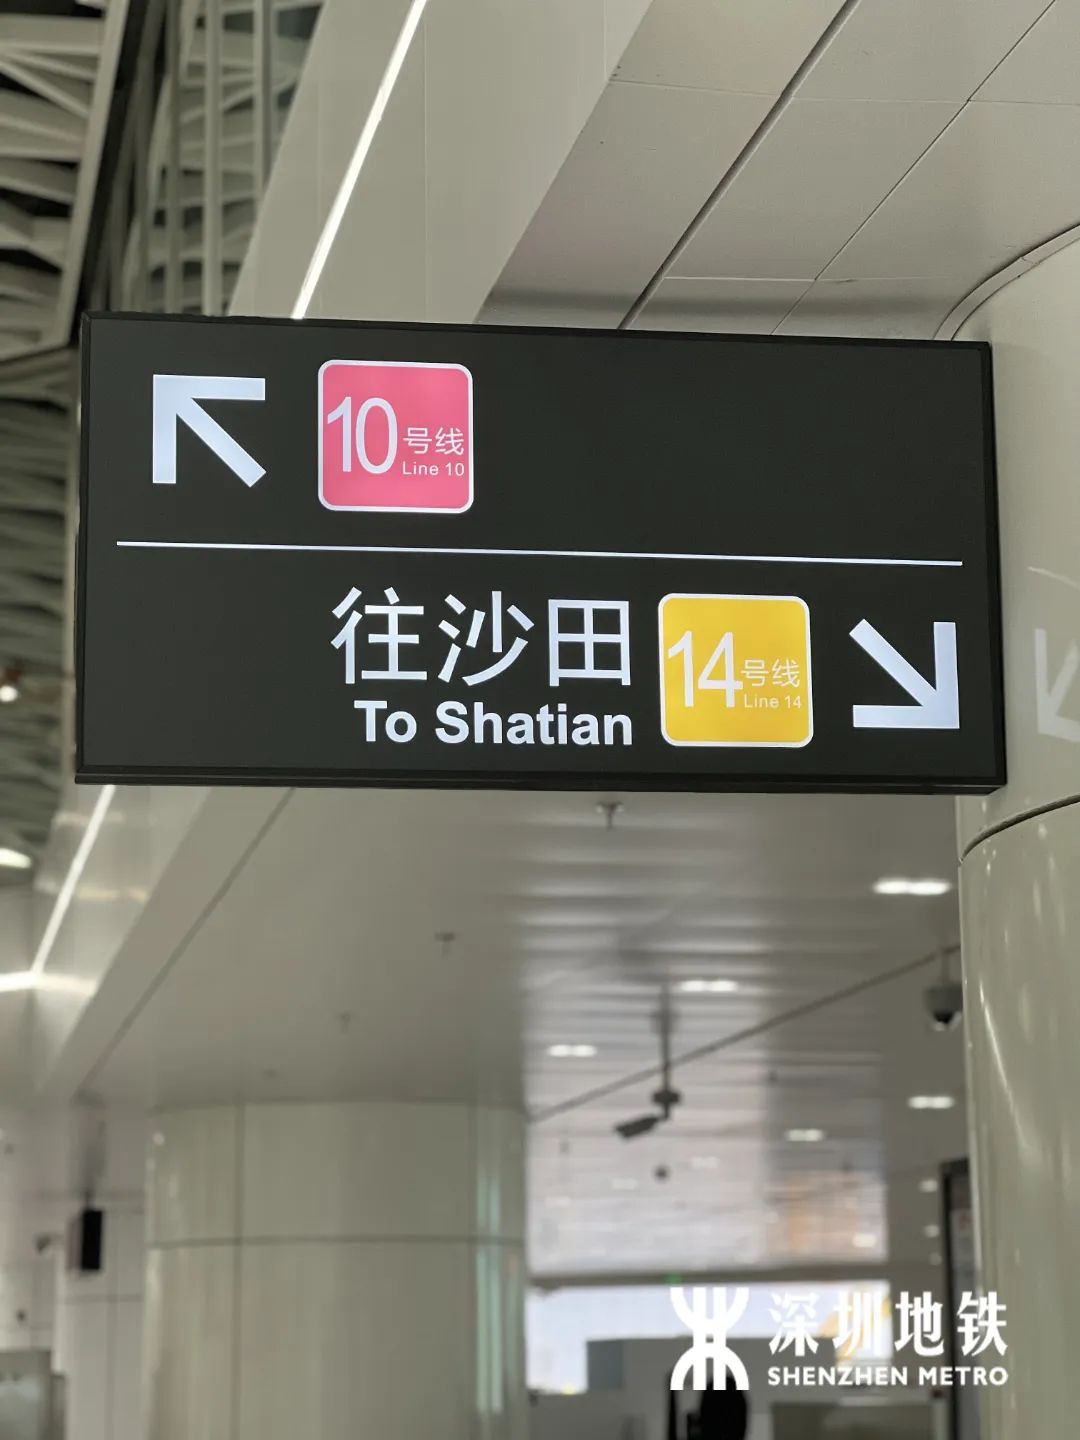 10号线
Line 10
往沙田
To Shatian
14号线
Line 14
深圳地铁
SHENZHEN METRO